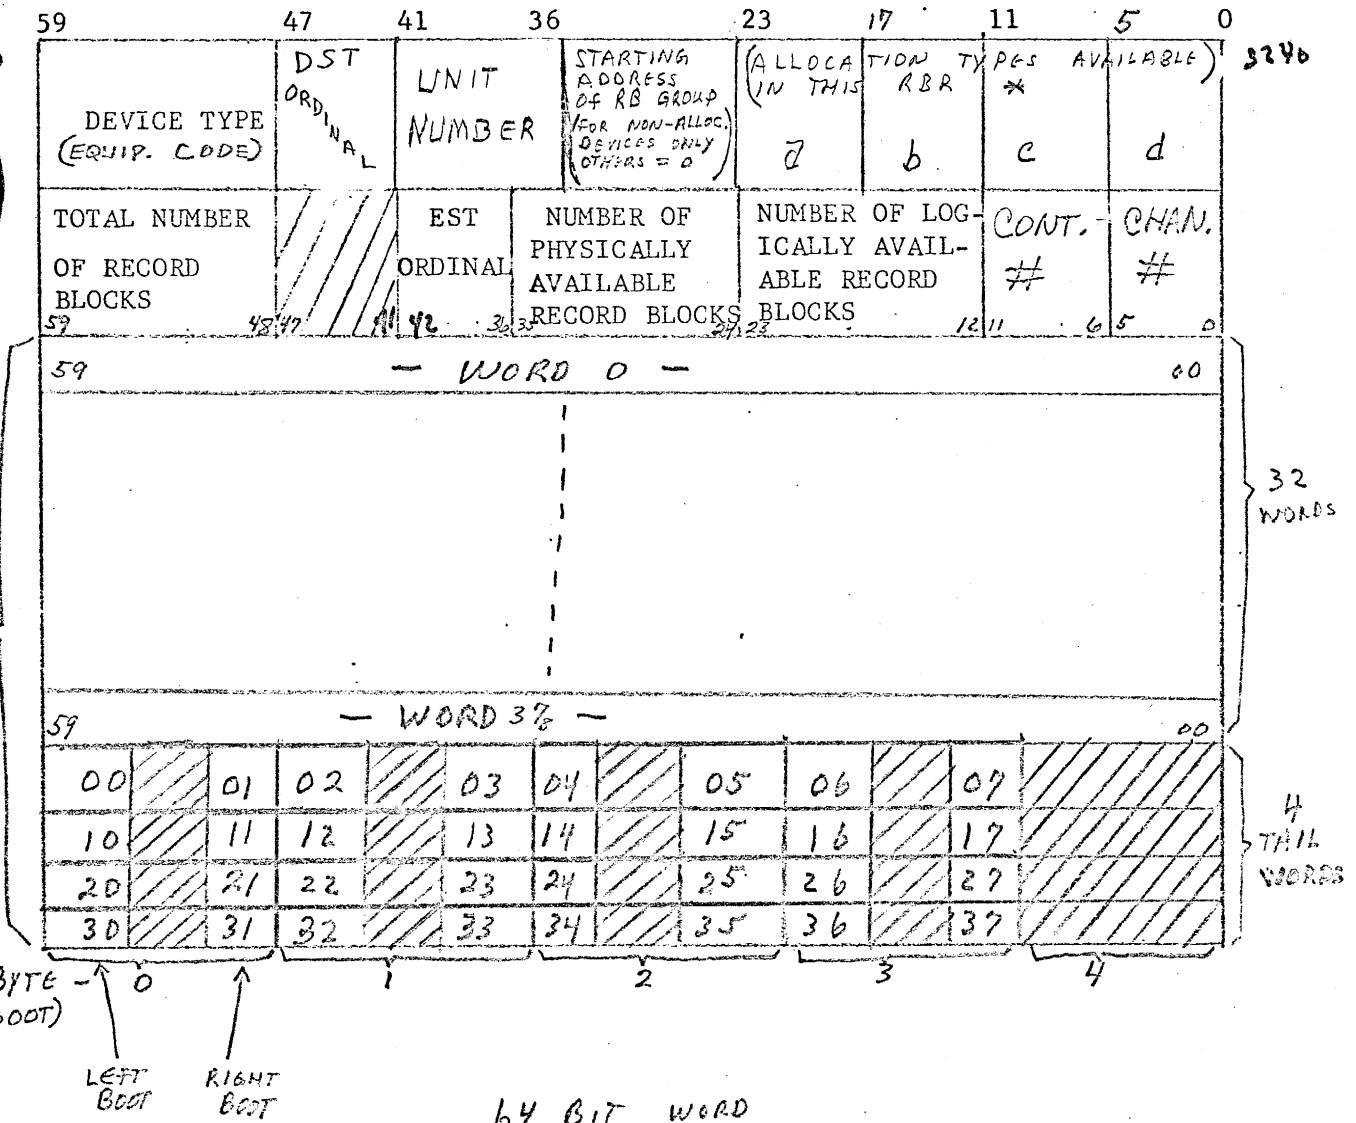 59 47 41 36 23 17 11 5 0
DEVICE TYPE
(EQUIP. CODE)
DST
ORDINAL
UNIT
NUMBER
STARTING
ADDRESS
OF RB GROUP
(FOR NON-ALLOC.
DEVICES ONLY
OTHERS = 0)
(ALLOCATION TYPES AVAILABLE)
IN THIS RBR *
a b c d
TOTAL NUMBER
OF RECORD
BLOCKS
EST
ORDINAL
NUMBER OF
PHYSICALLY
AVAILABLE
RECORD BLOCKS
NUMBER OF LOG-
ICALLY AVAIL-
ABLE RECORD
BLOCKS
CONT.
#
CHAN.
#
59 48 47 42 36 35 24 23 12 11 6 5 0
59 — WORD 0 — 00
32
WORDS
59 — WORD 37₈ — 00
00 01 02 03 04 05 06 07
10 11 12 13 14 15 16 17
20 21 22 23 24 25 26 27
30 31 32 33 34 35 36 37
4
TAIL
WORDS
BYTE - 0 1 2 3 4
BOOT)
LEFT
BOOT
RIGHT
BOOT
64 BIT WORD